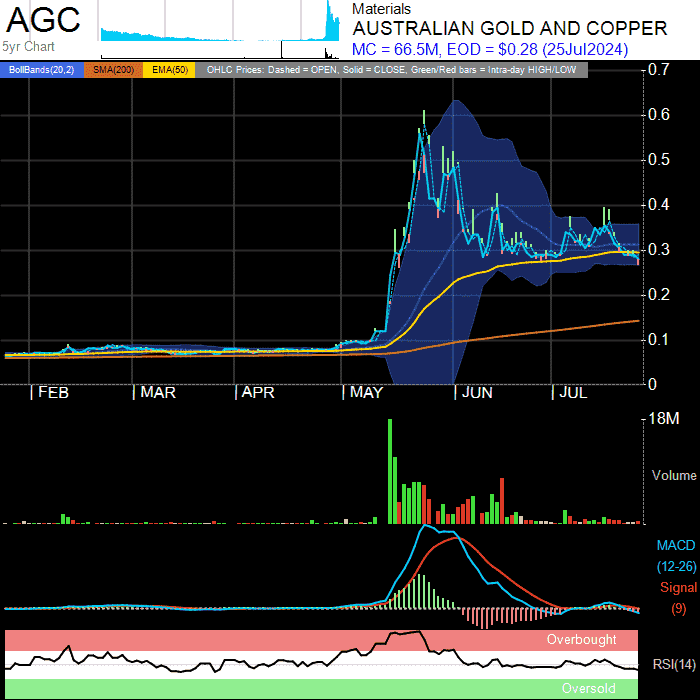 AGC
5yr Chart
Materials
AUSTRALIAN GOLD AND COPPER
MC = 66.5M, EOD = $0.28 (25Jul2024)
BollBands(20,2) SMA(200) EMA(50) OHLC Prices: Dashed = OPEN, Solid = CLOSE, Green/Red bars = Intra-day HIGH/LOW
0.7
0.6
0.5
0.4
0.3
0.2
0.1
0
FEB MAR APR MAY JUN JUL
18M
Volume
MACD
(12-26)
Signal
(9)
Overbought
RSI(14)
Oversold